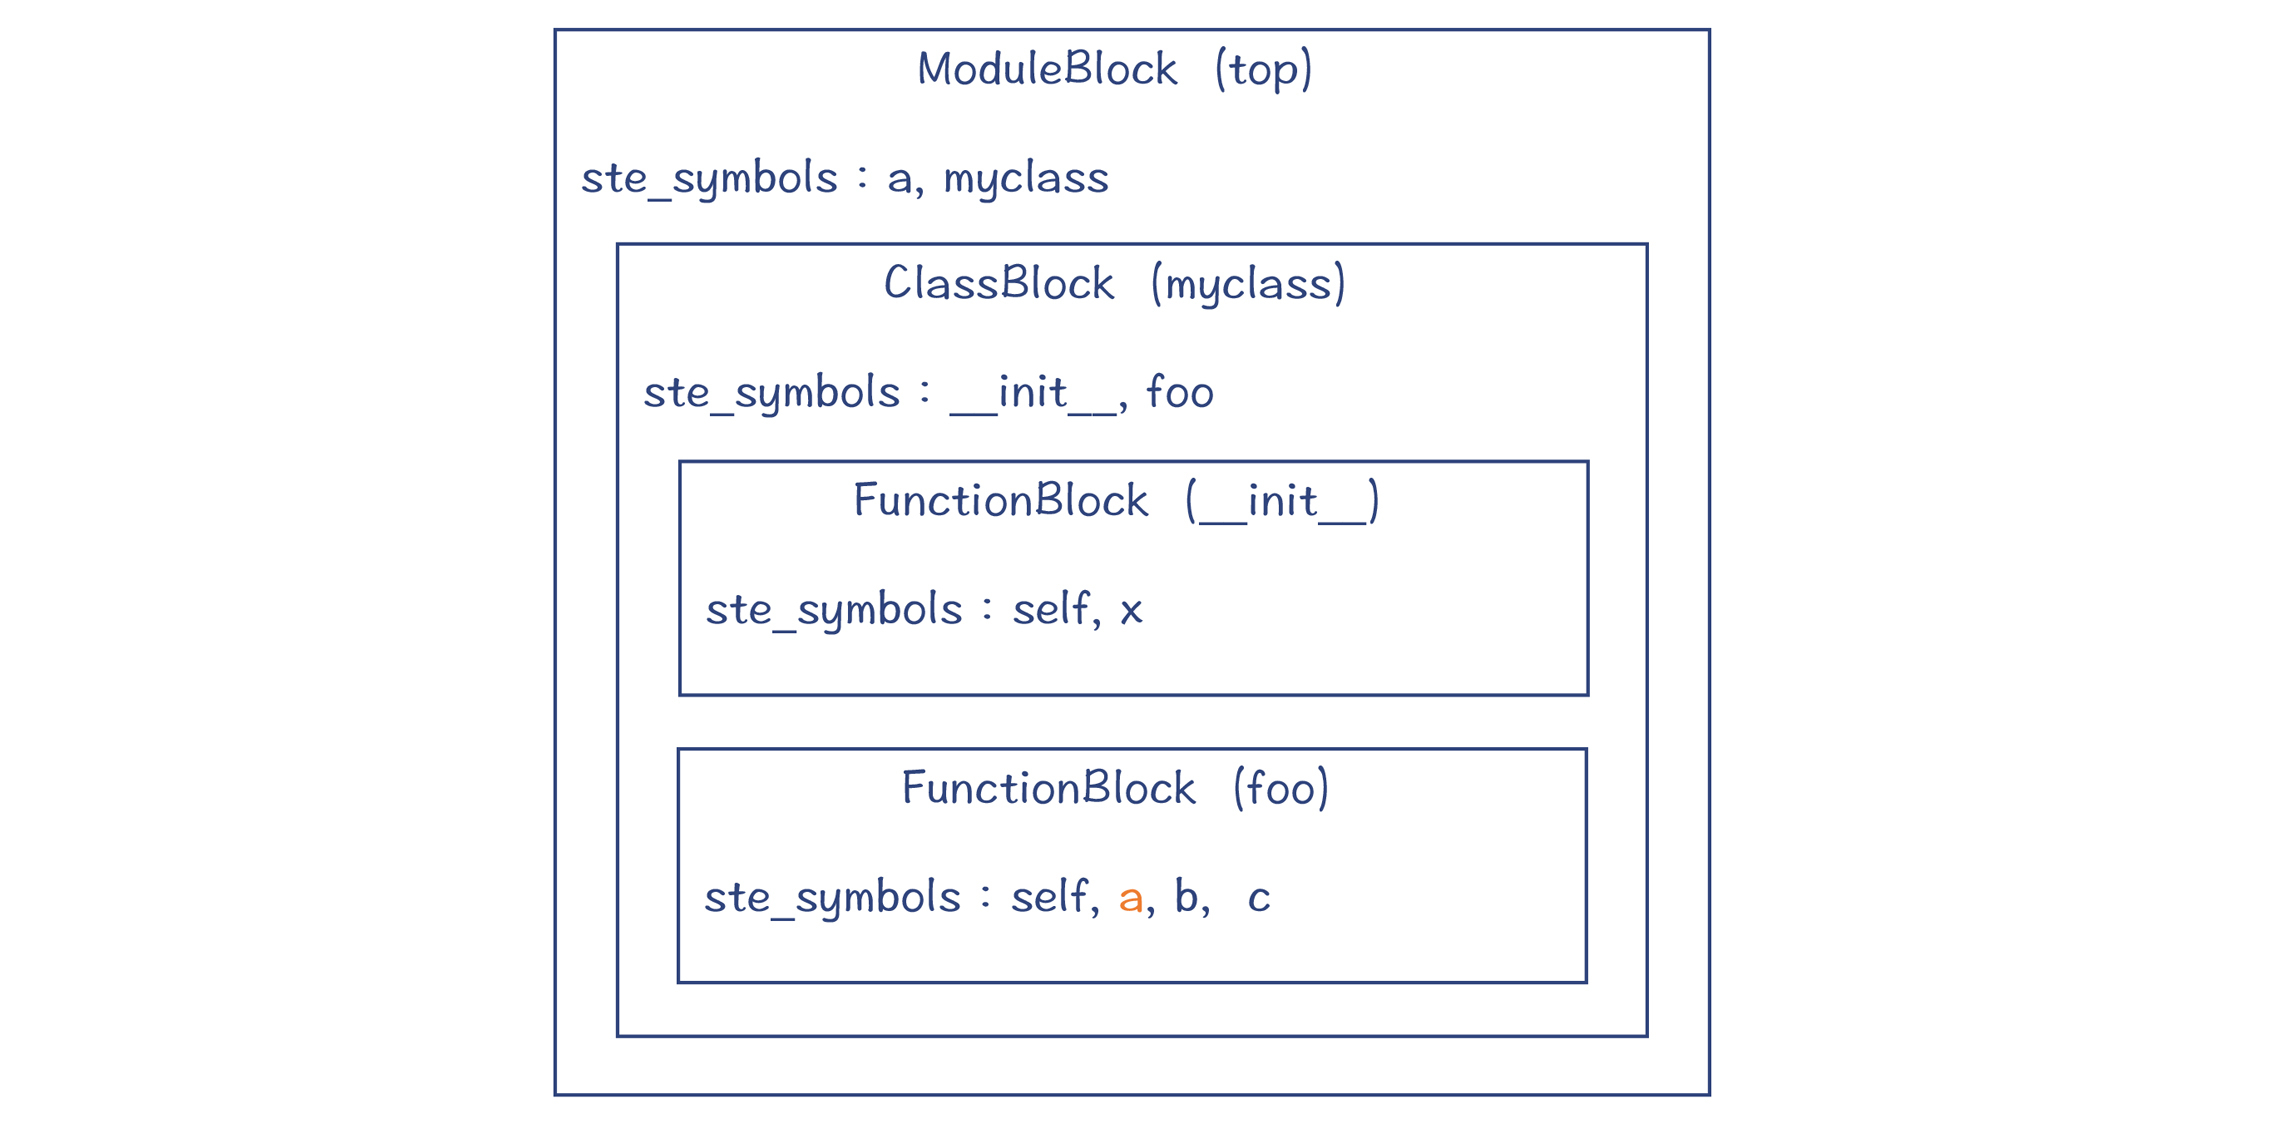 ModuleBlock (top)
ste_symbols : a, myclass
ClassBlock (myclass)
ste_symbols : __init__, foo
FunctionBlock (__init__)
ste_symbols : self, x
FunctionBlock (foo)
ste_symbols : self, a, b, c